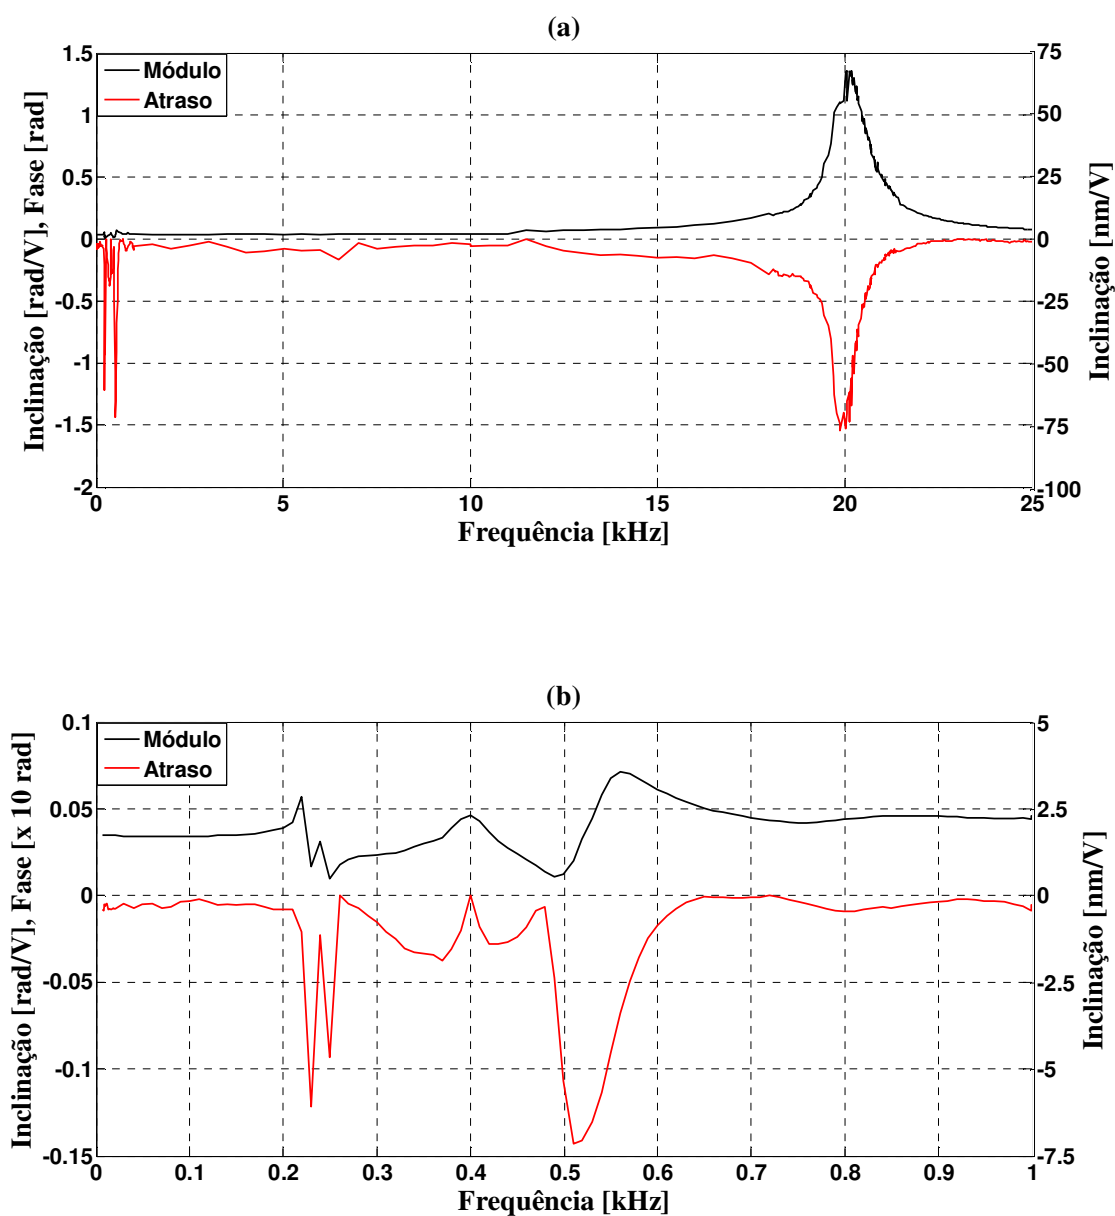 (a)
Módulo
Atraso
1.5
1
0.5
0
-0.5
-1
-1.5
-2
Inclinação [rad/V], Fase [rad]
75
50
25
0
-25
-50
-75
-100
Inclinação [nm/V]
0 5 10 15 20 25
Frequência [kHz]
(b)
Módulo
Atraso
0.1
0.05
0
-0.05
-0.1
-0.15
Inclinação [rad/V], Fase [x 10 rad]
5
2.5
0
-2.5
-5
-7.5
Inclinação [nm/V]
0 0.1 0.2 0.3 0.4 0.5 0.6 0.7 0.8 0.9 1
Frequência [kHz]